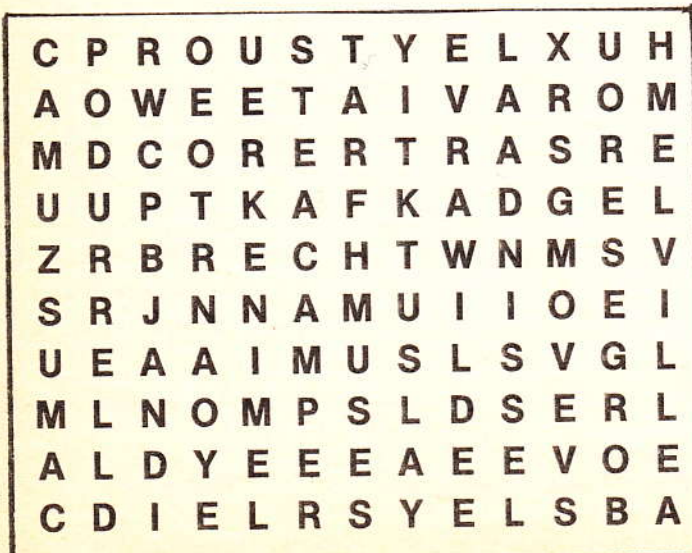 C P R O U S T Y E L X U H
A O W E E T A I V A R O M
M D C O R E R T R A S R E
U U P T K A F K A D G E L
Z R B R E C H T W N M S V
S R J N N A M U I I O E I
U E A A I M U S L S V G L
M L N O M P S L D S E R L
A L D Y E E E A E E V O E
C D I E L R S Y E L S B A